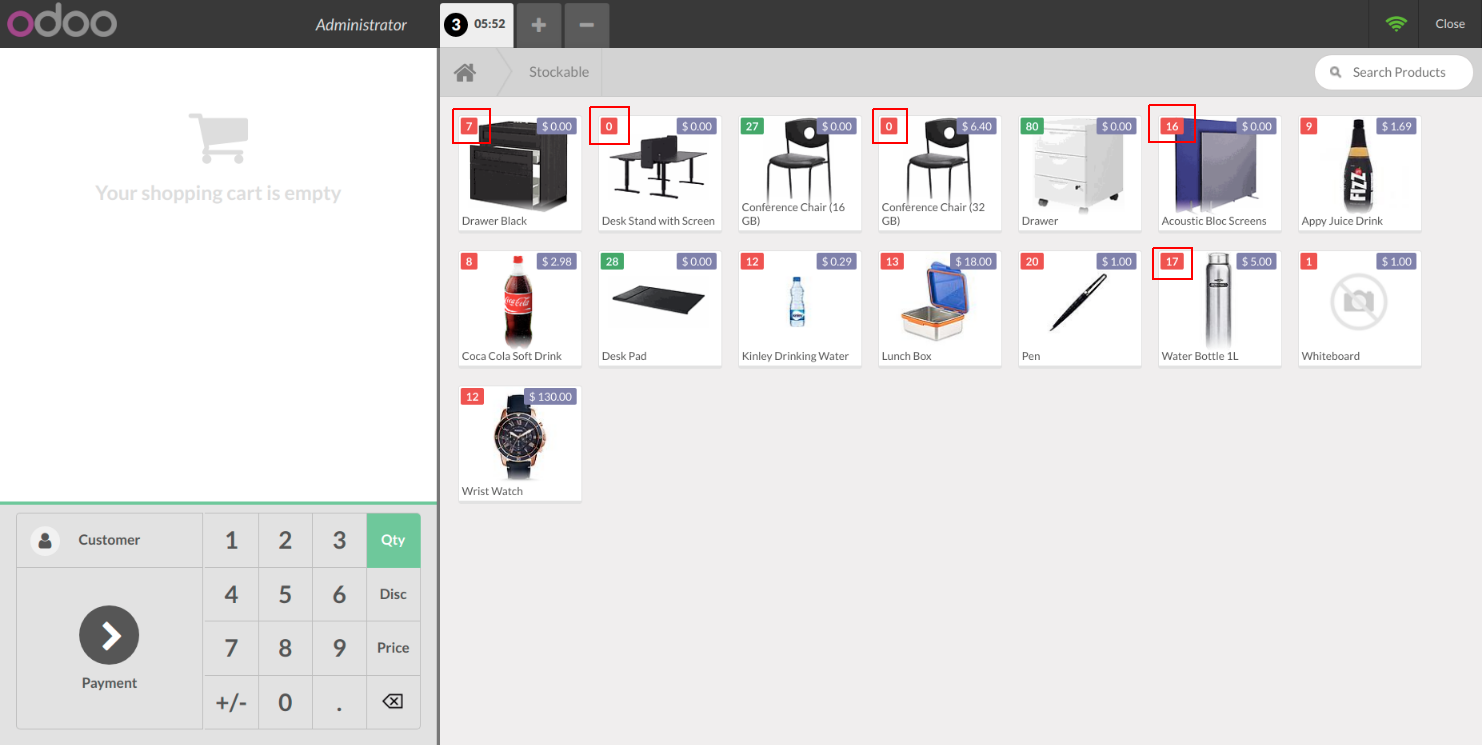 odoo
Administrator
3 05:52
+
−
Close
Stockable
Search Products
Your shopping cart is empty
7 $ 0.00
Drawer Black
0 $ 0.00
Desk Stand with Screen
27 $ 0.00
Conference Chair (16
GB)
0 $ 6.40
Conference Chair (32
GB)
80 $ 0.00
Drawer
16 $ 0.00
Acoustic Bloc Screens
9 $ 1.69
FIZZ
Appy Juice Drink
8 $ 2.98
Coca-Cola
Coca Cola Soft Drink
28 $ 0.00
Desk Pad
12 $ 0.29
Kinley Drinking Water
13 $ 18.00
Lunch Box
20 $ 1.00
Pen
17 $ 5.00
Water Bottle 1L
1 $ 1.00
Whiteboard
12 $ 130.00
Wrist Watch
Customer
1 2 3 Qty
4 5 6 Disc
7 8 9 Price
Payment
+/- 0 .